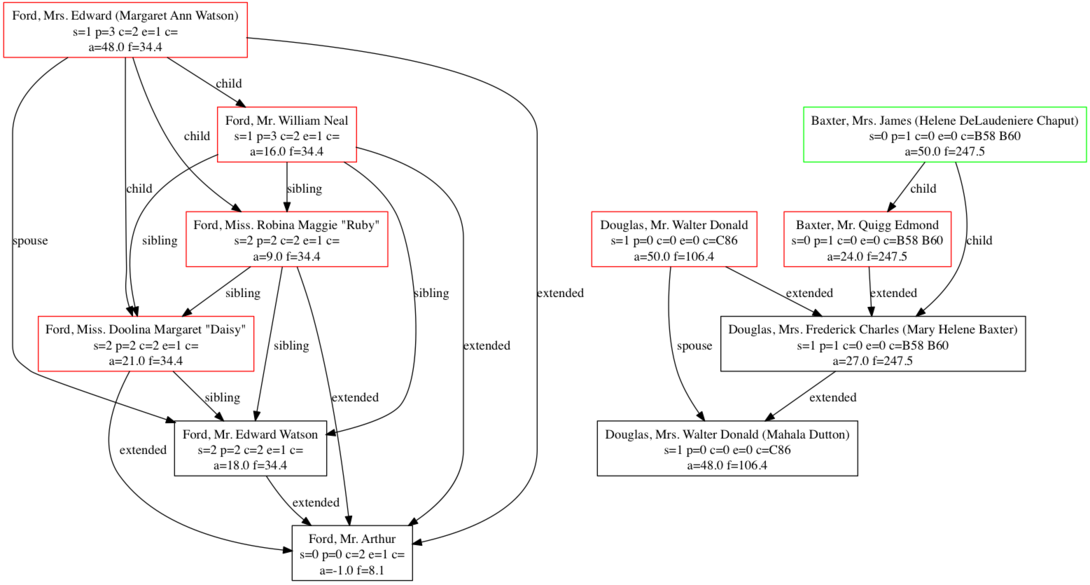 Ford, Mrs. Edward (Margaret Ann Watson)
s=1 p=3 c=2 e=1 c=
a=48.0 f=34.4
child
Ford, Mr. William Neal
s=1 p=3 c=2 e=1 c=
a=16.0 f=34.4
child
child
sibling
Ford, Miss. Robina Maggie "Ruby"
s=2 p=2 c=2 e=1 c=
a=9.0 f=34.4
spouse
sibling
sibling
sibling
extended
Ford, Miss. Doolina Margaret "Daisy"
s=2 p=2 c=2 e=1 c=
a=21.0 f=34.4
sibling
extended
sibling
extended
Ford, Mr. Edward Watson
s=2 p=2 c=2 e=1 c=
a=18.0 f=34.4
extended
extended
Ford, Mr. Arthur
s=0 p=0 c=2 e=1 c=
a=-1.0 f=8.1
Baxter, Mrs. James (Helene DeLaudeniere Chaput)
s=0 p=1 c=0 e=0 c=B58 B60
a=50.0 f=247.5
child
Douglas, Mr. Walter Donald
s=1 p=0 c=0 e=0 c=C86
a=50.0 f=106.4
Baxter, Mr. Quigg Edmond
s=0 p=1 c=0 e=0 c=B58 B60
a=24.0 f=247.5
child
extended
extended
Douglas, Mrs. Frederick Charles (Mary Helene Baxter)
s=1 p=1 c=0 e=0 c=B58 B60
a=27.0 f=247.5
spouse
extended
Douglas, Mrs. Walter Donald (Mahala Dutton)
s=1 p=0 c=0 e=0 c=C86
a=48.0 f=106.4